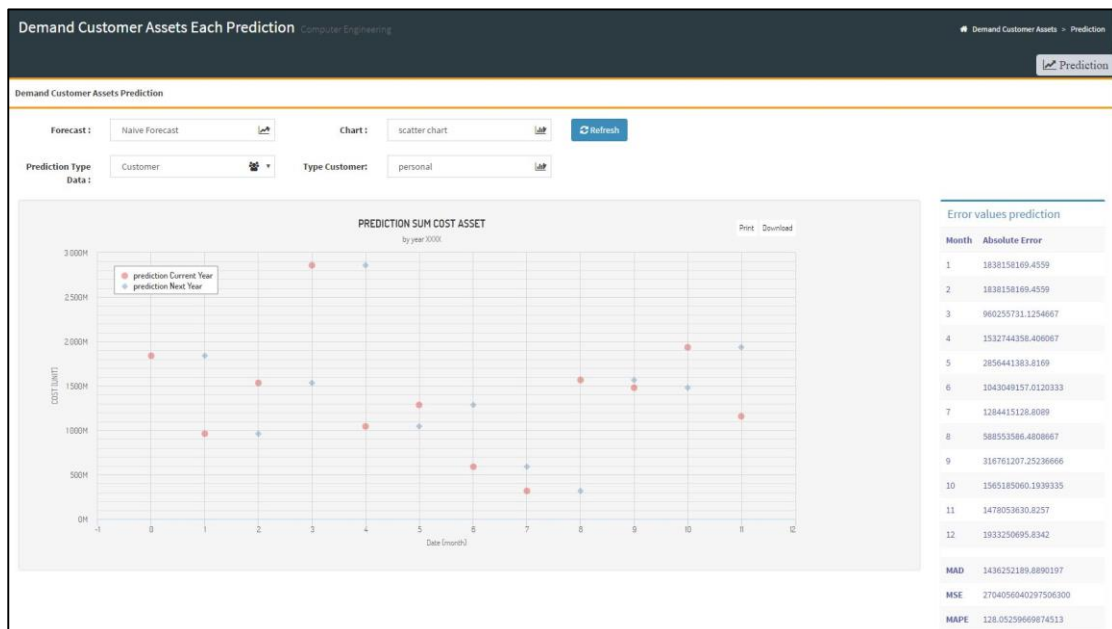 Demand Customer Assets Each Prediction Computer Engineering
Demand Customer Assets > Prediction
Prediction
Demand Customer Assets Prediction
Forecast : Naive Forecast Chart : scatter chart Refresh
Prediction Type Data : Customer Type Customer: personal
PREDICTION SUM COST ASSET
by year XXXX
Print Download
prediction Current Year
prediction Next Year
3 000M
2 500M
2 000M
1 500M
1 000M
500M
0M
COST (UNIT)
-1 0 1 2 3 4 5 6 7 8 9 10 11 12
Date (month)
Error values prediction
Month Absolute Error
1 1838158169.4559
2 1838158169.4559
3 960255731.1254667
4 1532744358.406067
5 2856441383.8169
6 1043049157.0120333
7 1284415128.8089
8 588553586.4808667
9 316761207.25236666
10 1565185060.1939335
11 1478053630.8257
12 1933250695.8342
MAD 1436252189.8890197
MSE 2704056040297506300
MAPE 128.05259669874513